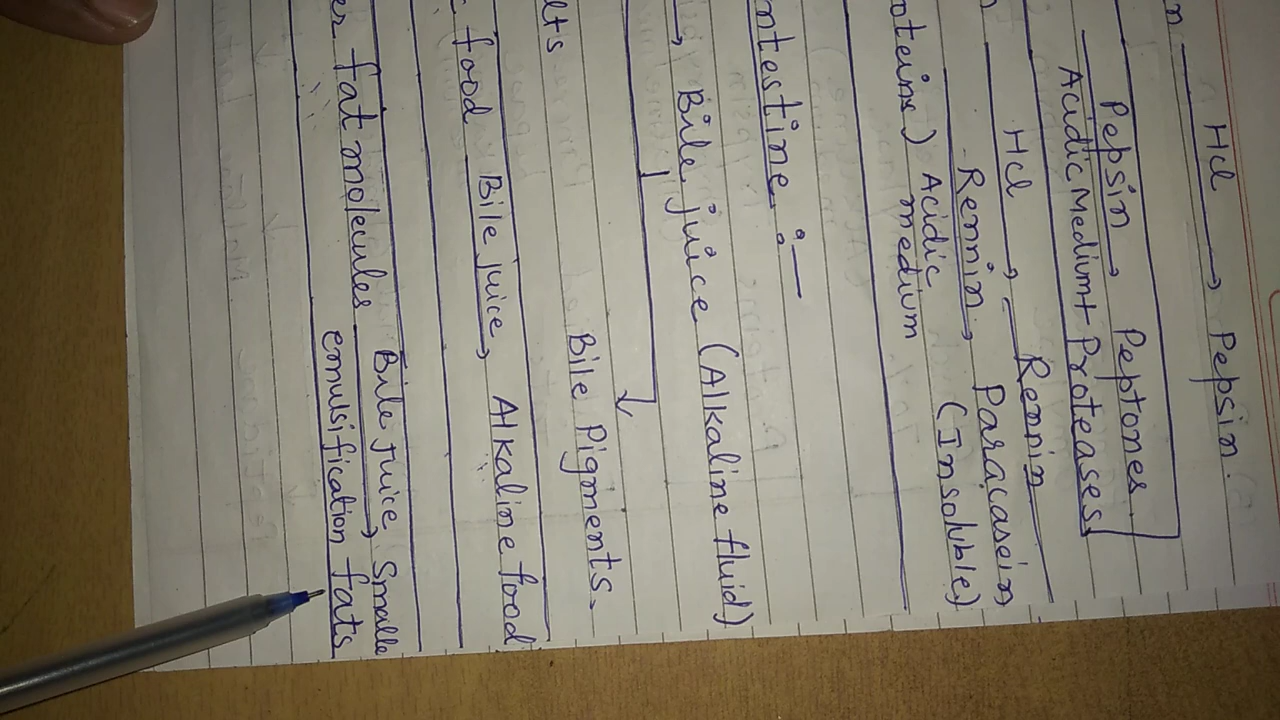 n → Hcl → Pepsin.
Pepsin → Peptones.
Acidic Medium + Proteases
n Hcl → Rennin
Rennin → Paracasein
oteins) Acidic medium (Insoluble)
ntestine :—
→ Bile juice (Alkaline fluid)
lts Bile Pigments.
c food Bile juice → Alkaline food
er fat molecules Bile juice → Smalle
emulsification fats